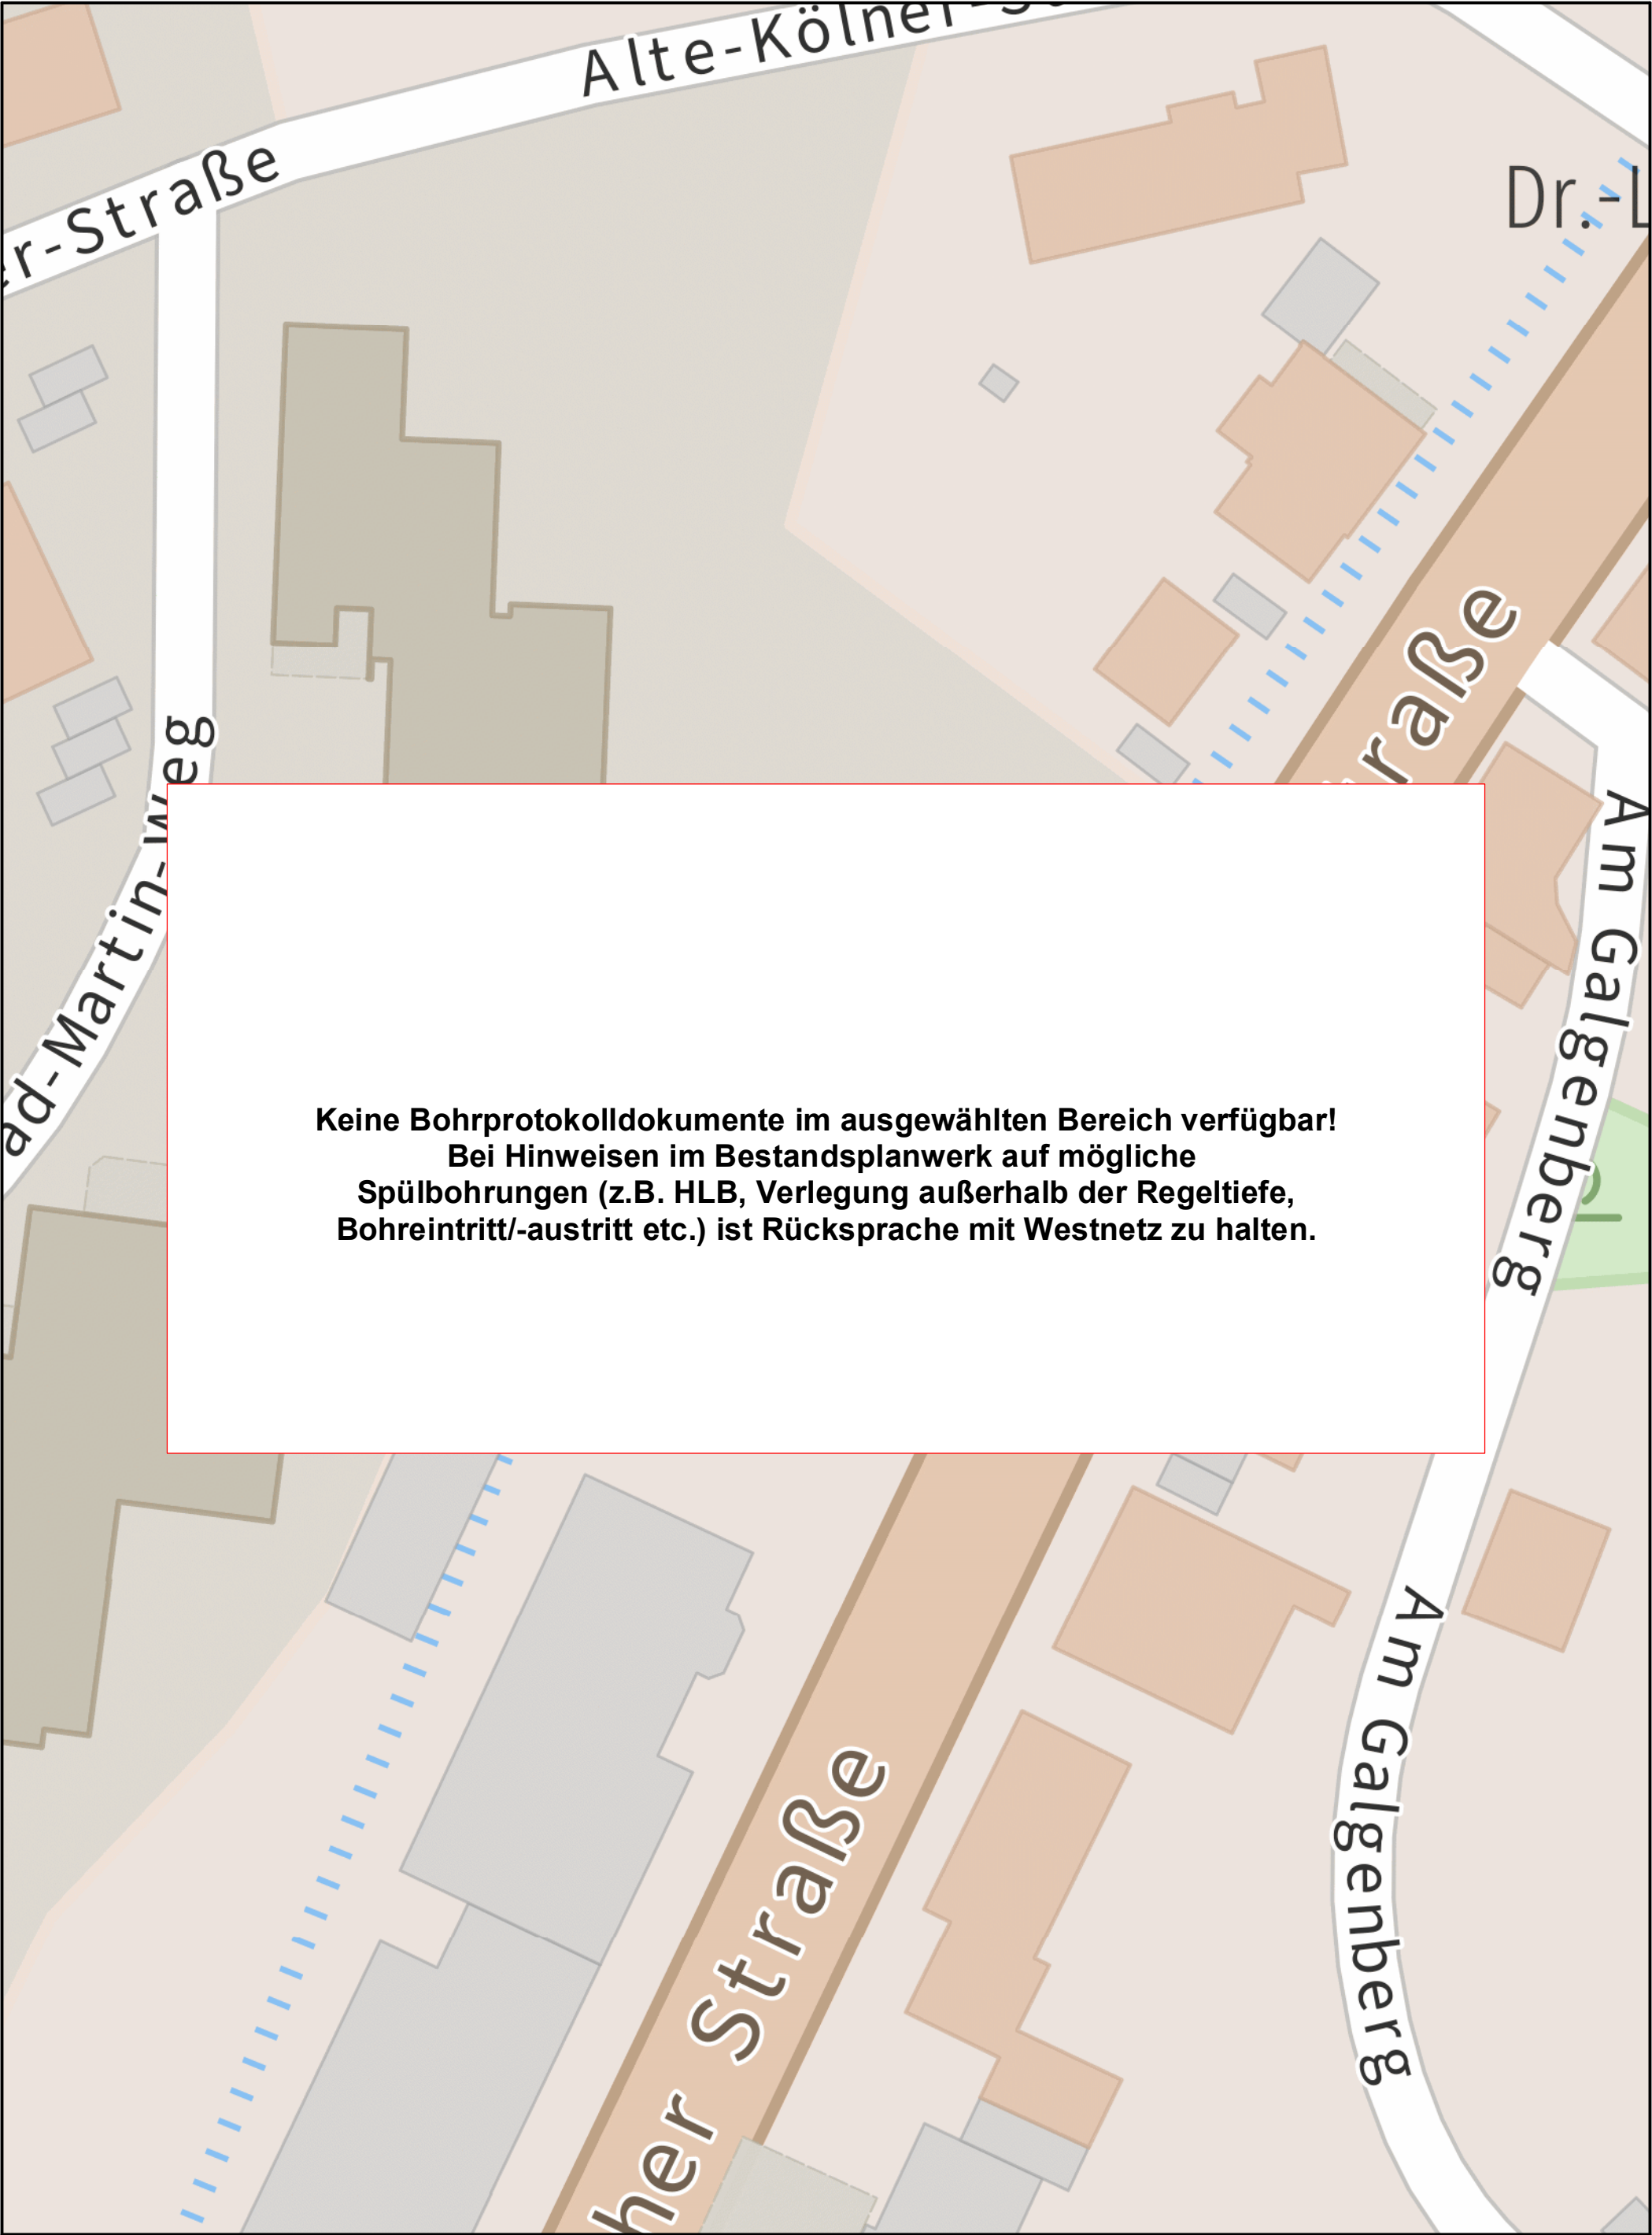 Alte-Kölner-
r-Straße
Dr.-L
raße
Am Galgenberg
ad-Martin-Weg
Keine Bohrprotokolldokumente im ausgewählten Bereich verfügbar!
Bei Hinweisen im Bestandsplanwerk auf mögliche
Spülbohrungen (z.B. HLB, Verlegung außerhalb der Regeltiefe,
Bohreintritt/-austritt etc.) ist Rücksprache mit Westnetz zu halten.
Am Galgenberg
her Straße